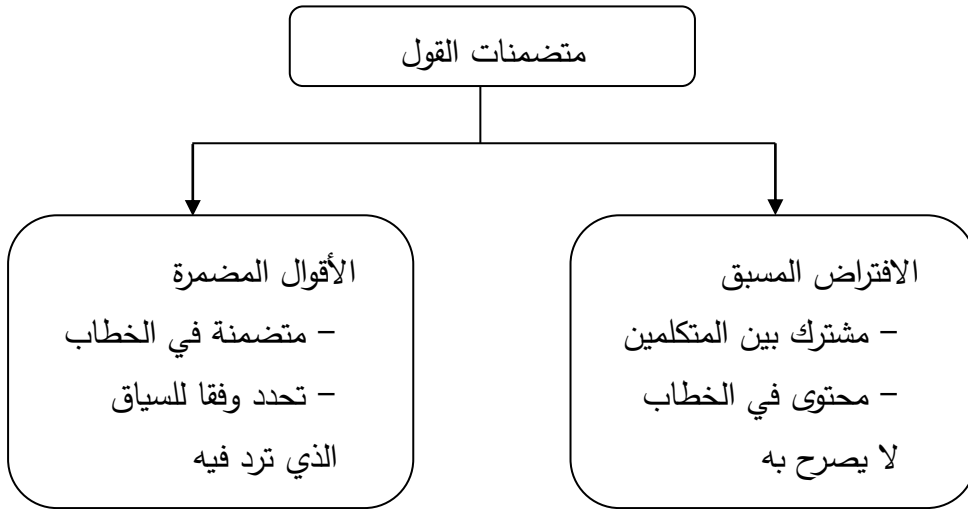 متضمنات القول
الافتراض المسبق
– مشترك بين المتكلمين
– محتوى في الخطاب
لا يصرح به
الأقوال المضمرة
– متضمنة في الخطاب
– تحدد وفقا للسياق
الذي ترد فيه